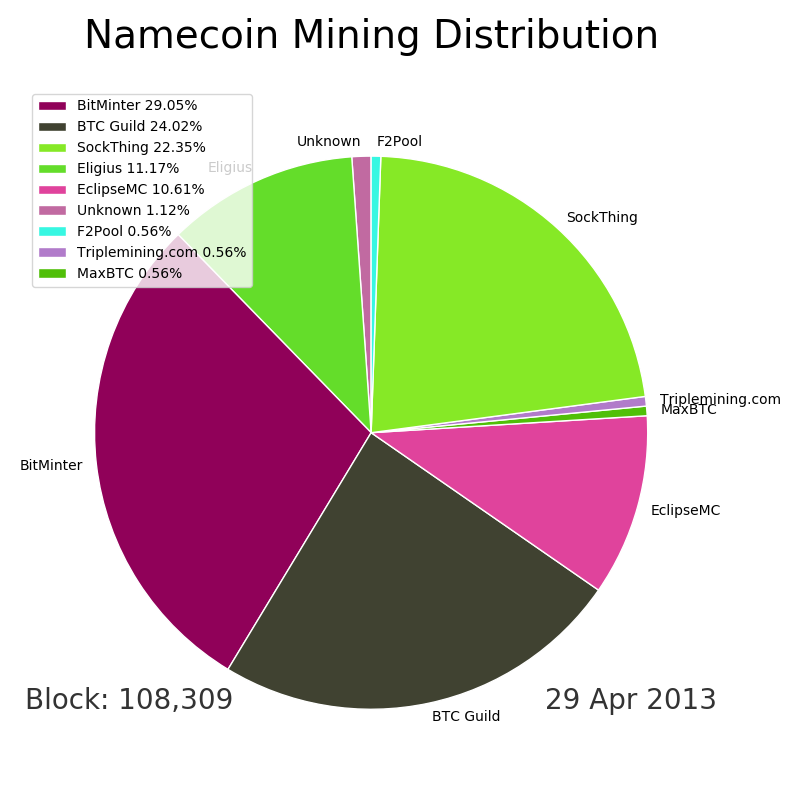 Namecoin Mining Distribution
BitMinter 29.05%
BTC Guild 24.02%
SockThing 22.35%
Eligius 11.17%
EclipseMC 10.61%
Unknown 1.12%
F2Pool 0.56%
Triplemining.com 0.56%
MaxBTC 0.56%
Unknown
F2Pool
Eligius
SockThing
Triplemining.com
MaxBTC
BitMinter
EclipseMC
BTC Guild
Block: 108,309
29 Apr 2013